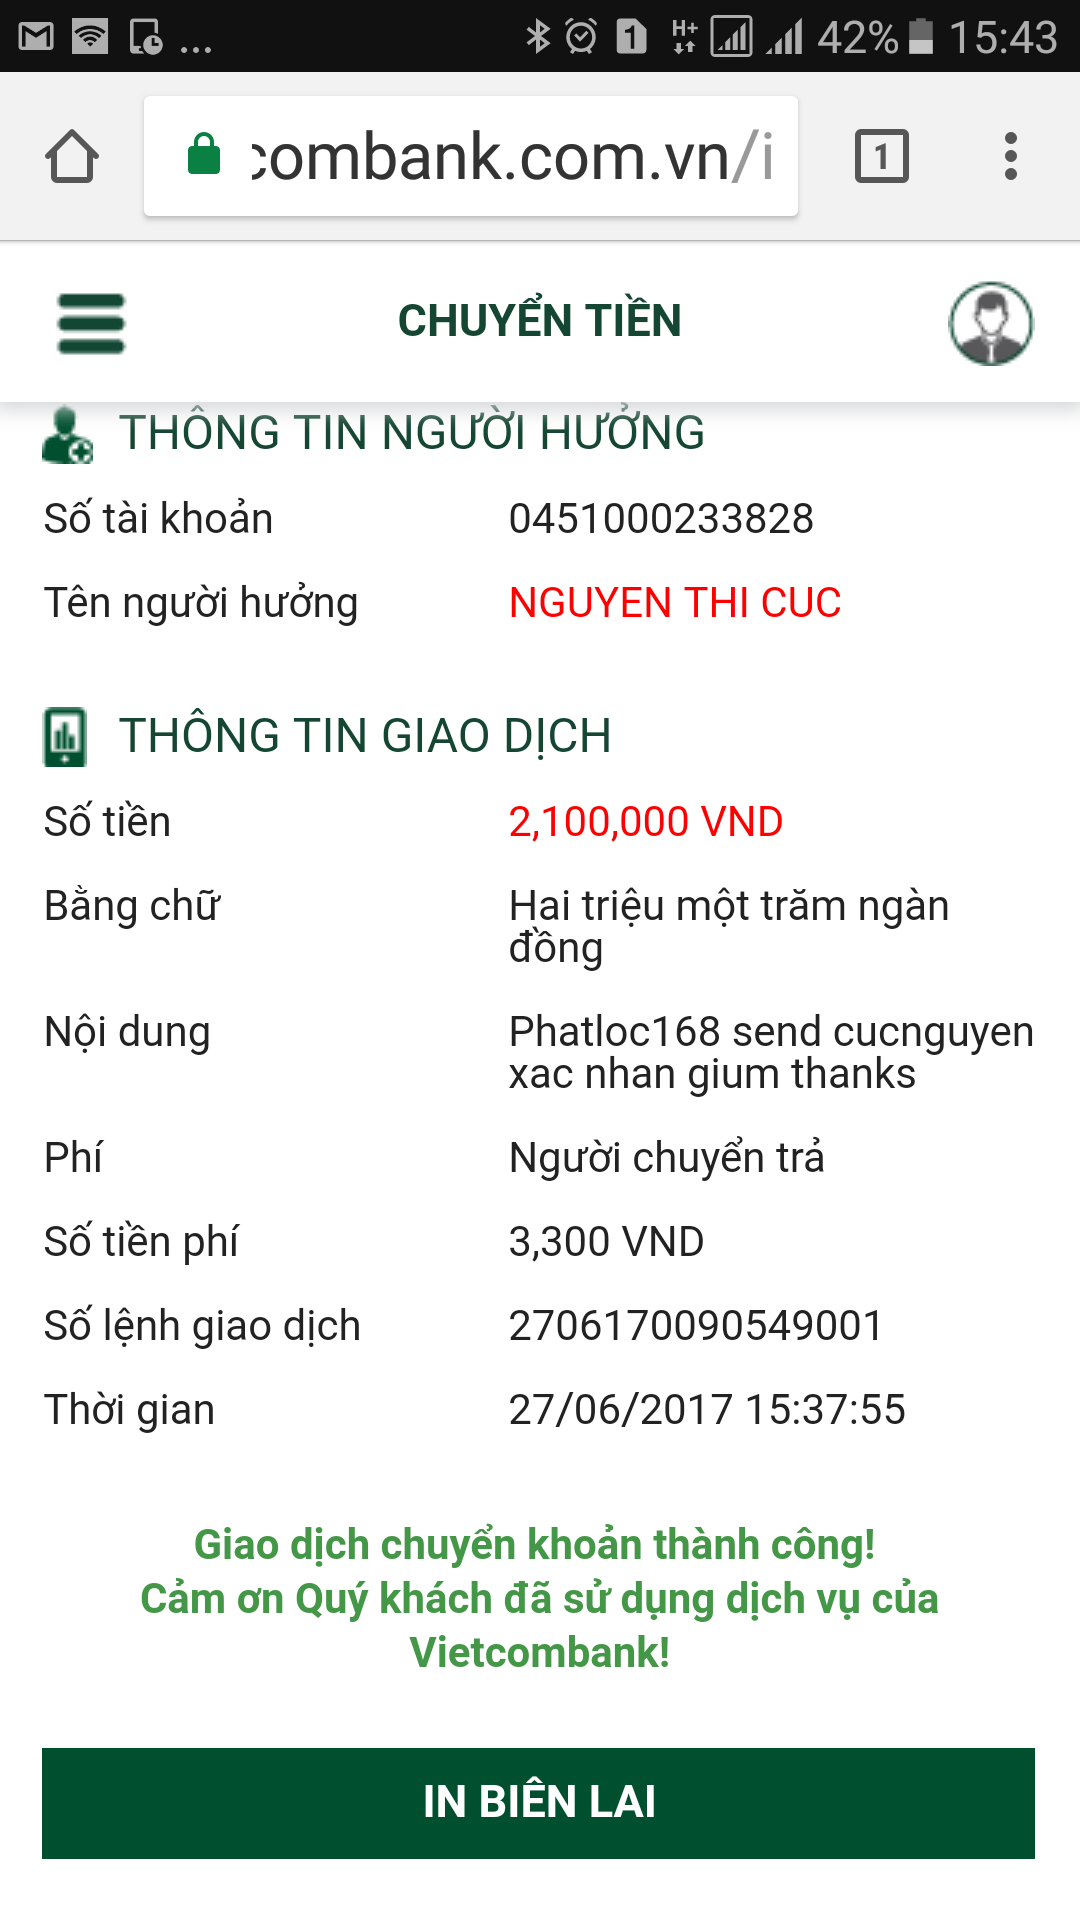 ... 1 H+ 42% 15:43
combank.com.vn/i 1
CHUYỂN TIỀN
THÔNG TIN NGƯỜI HƯỞNG
Số tài khoản 0451000233828
Tên người hưởng NGUYEN THI CUC
THÔNG TIN GIAO DỊCH
Số tiền 2,100,000 VND
Bằng chữ Hai triệu một trăm ngàn
đồng
Nội dung Phatloc168 send cucnguyen
xac nhan gium thanks
Phí Người chuyển trả
Số tiền phí 3,300 VND
Số lệnh giao dịch 2706170090549001
Thời gian 27/06/2017 15:37:55
Giao dịch chuyển khoản thành công!
Cảm ơn Quý khách đã sử dụng dịch vụ của
Vietcombank!
IN BIÊN LAI